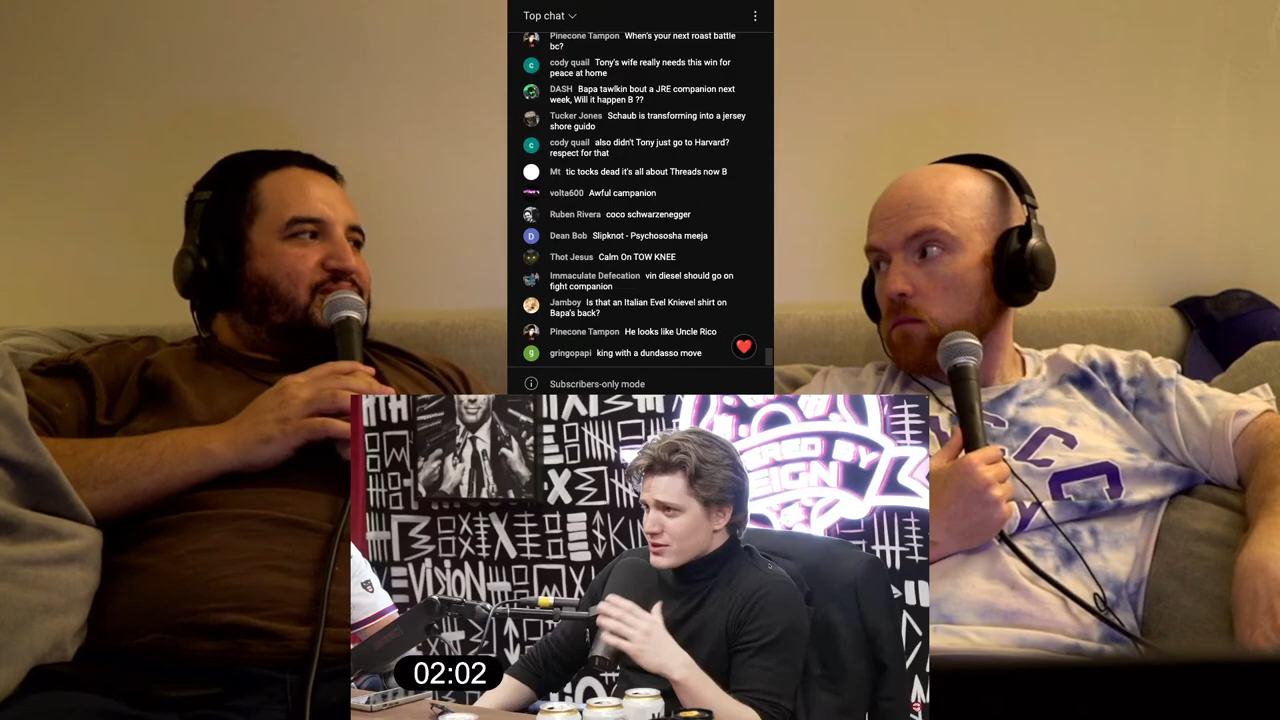 Top chat
Pinecone Tampon When's your next roast battle
bc?
cody quail Tony's wife really needs this win for
peace at home
DASH Bapa tawlkin bout a JRE companion next
week, Will it happen B ??
Tucker Jones Schaub is transforming into a jersey
shore guido
cody quail also didn't Tony just go to Harvard?
respect for that
Mt tic tocks dead it's all about Threads now B
volta600 Awful campanion
Ruben Rivera coco schwarzenegger
Dean Bob Slipknot - Psychososha meeja
Thot Jesus Calm On TOW KNEE
Immaculate Defecation vin diesel should go on
fight companion
Jamboy Is that an Italian Evel Knievel shirt on
Bapa's back?
Pinecone Tampon He looks like Uncle Rico
gringopapi king with a dundasso move
Subscribers-only mode
ERED BY
EIGN
EVISION
CCC
02:02